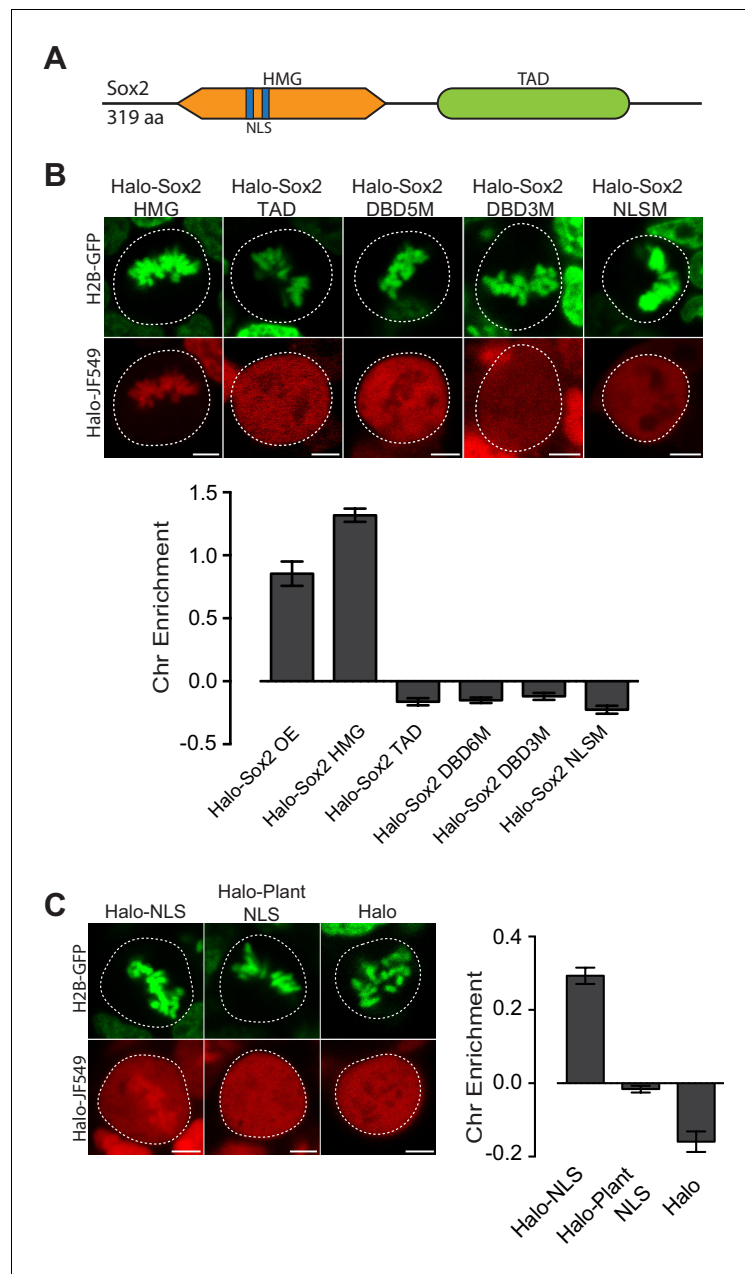 A
Sox2
319 aa
HMG
NLS
TAD
B
Halo-Sox2 HMG
Halo-Sox2 TAD
Halo-Sox2 DBD5M
Halo-Sox2 DBD3M
Halo-Sox2 NLSM
H2B-GFP
Halo-JF549
Chr Enrichment
1.5
1.0
0.5
0.0
-0.5
Halo-Sox2 OE
Halo-Sox2 HMG
Halo-Sox2 TAD
Halo-Sox2 DBD6M
Halo-Sox2 DBD3M
Halo-Sox2 NLSM
C
Halo-NLS
Halo-Plant
NLS
Halo
H2B-GFP
Halo-JF549
Chr Enrichment
0.4
0.2
0.0
-0.2
Halo-NLS
Halo-Plant
NLS
Halo